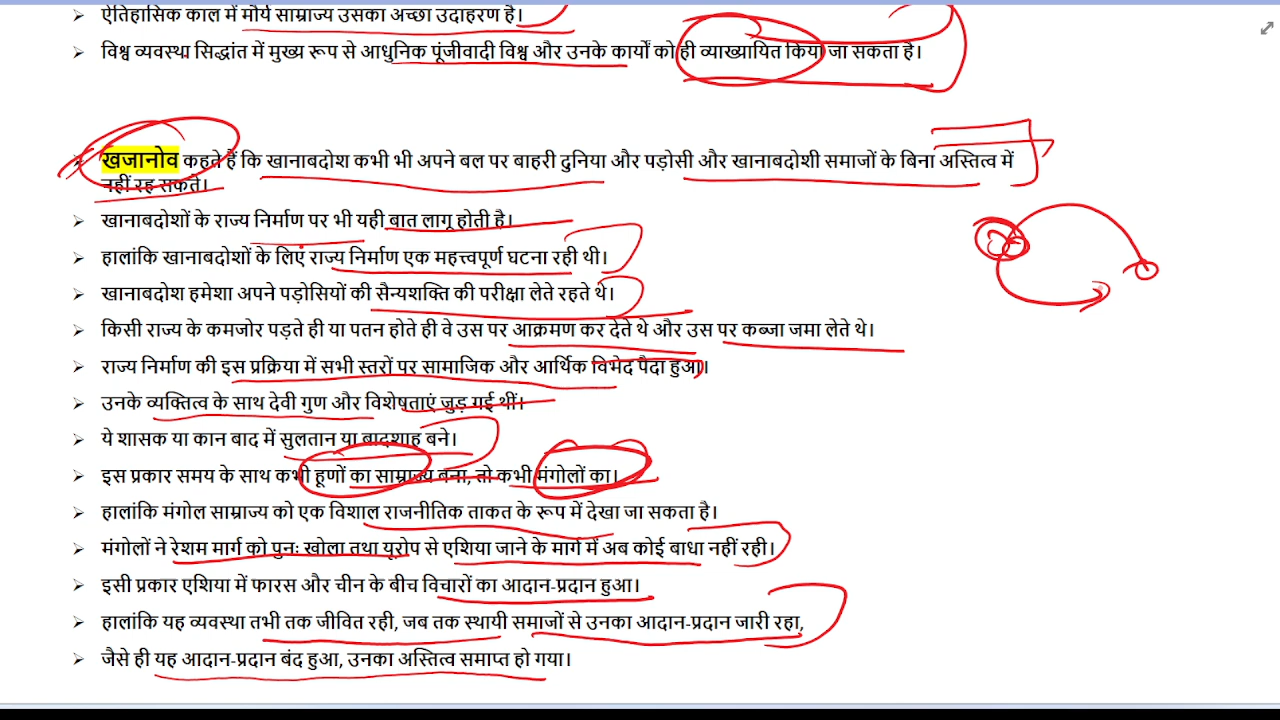 ऐतिहासिक काल में मौर्य साम्राज्य उसका अच्छा उदाहरण है।
विश्व व्यवस्था सिद्धांत में मुख्य रूप से आधुनिक पूंजीवादी विश्व और उनके कार्यों को ही व्याख्यायित किया जा सकता है।
खजानोव कहते हैं कि खानाबदोश कभी भी अपने बल पर बाहरी दुनिया और पड़ोसी और खानाबदोशी समाजों के बिना अस्तित्व में
नहीं रह सकते।
खानाबदोशों के राज्य निर्माण पर भी यही बात लागू होती है।
हालांकि खानाबदोशों के लिएं राज्य निर्माण एक महत्त्वपूर्ण घटना रही थी।
खानाबदोश हमेशा अपने पड़ोसियों की सैन्यशक्ति की परीक्षा लेते रहते थे।
किसी राज्य के कमजोर पड़ते ही या पतन होते ही वे उस पर आक्रमण कर देते थे और उस पर कब्जा जमा लेते थे।
राज्य निर्माण की इस प्रक्रिया में सभी स्तरों पर सामाजिक और आर्थिक विभेद पैदा हुआ।
उनके व्यक्तित्व के साथ देवी गुण और विशेषताएं जुड़ गई थीं।
ये शासक या कान बाद में सुलतान या बादशाह बने।
इस प्रकार समय के साथ कभी हूणों का साम्राज्य बना, तो कभी मंगोलों का।
हालांकि मंगोल साम्राज्य को एक विशाल राजनीतिक ताकत के रूप में देखा जा सकता है।
मंगोलों ने रेशम मार्ग को पुनः खोला तथा यूरोप से एशिया जाने के मार्ग में अब कोई बाधा नहीं रही।
इसी प्रकार एशिया में फारस और चीन के बीच विचारों का आदान-प्रदान हुआ।
हालांकि यह व्यवस्था तभी तक जीवित रही, जब तक स्थायी समाजों से उनका आदान-प्रदान जारी रहा,
जैसे ही यह आदान-प्रदान बंद हुआ, उनका अस्तित्व समाप्त हो गया।